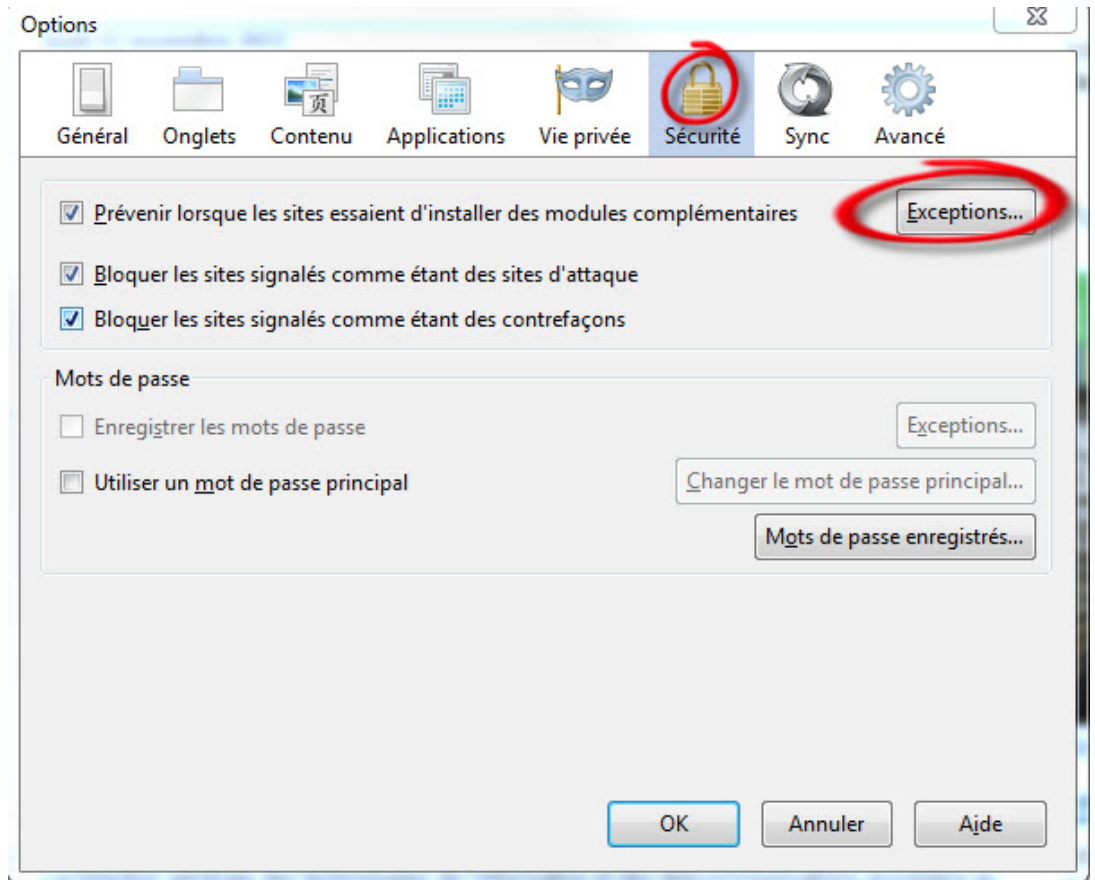 Options
Général Onglets Contenu Applications Vie privée Sécurité Sync Avancé
Prévenir lorsque les sites essaient d'installer des modules complémentaires Exceptions...
Bloquer les sites signalés comme étant des sites d'attaque
Bloquer les sites signalés comme étant des contrefaçons
Mots de passe
Enregistrer les mots de passe Exceptions...
Utiliser un mot de passe principal Changer le mot de passe principal...
Mots de passe enregistrés...
OK Annuler Aide